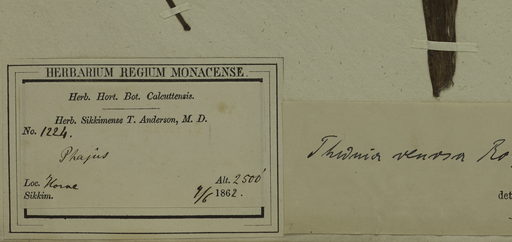 HERBARIUM REGIUM MONACENSE.
Herb. Hort. Bot. Calcuttensis.
Herb. Sikkimense T. Anderson, M. D.
No. 1224.
Phajus
Loc. Alt. 2500'
Sikkim. 9/6 1862.
Thunia venosa Ro
det